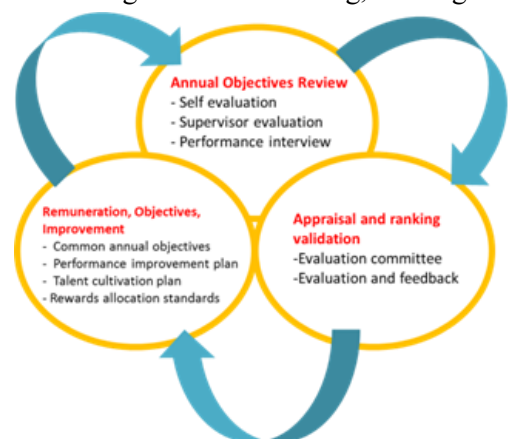 Annual Objectives Review
- Self evaluation
- Supervisor evaluation
- Performance interview
Remuneration, Objectives,
Improvement
- Common annual objectives
- Performance improvement plan
- Talent cultivation plan
- Rewards allocation standards
Appraisal and ranking
validation
-Evaluation committee
-Evaluation and feedback